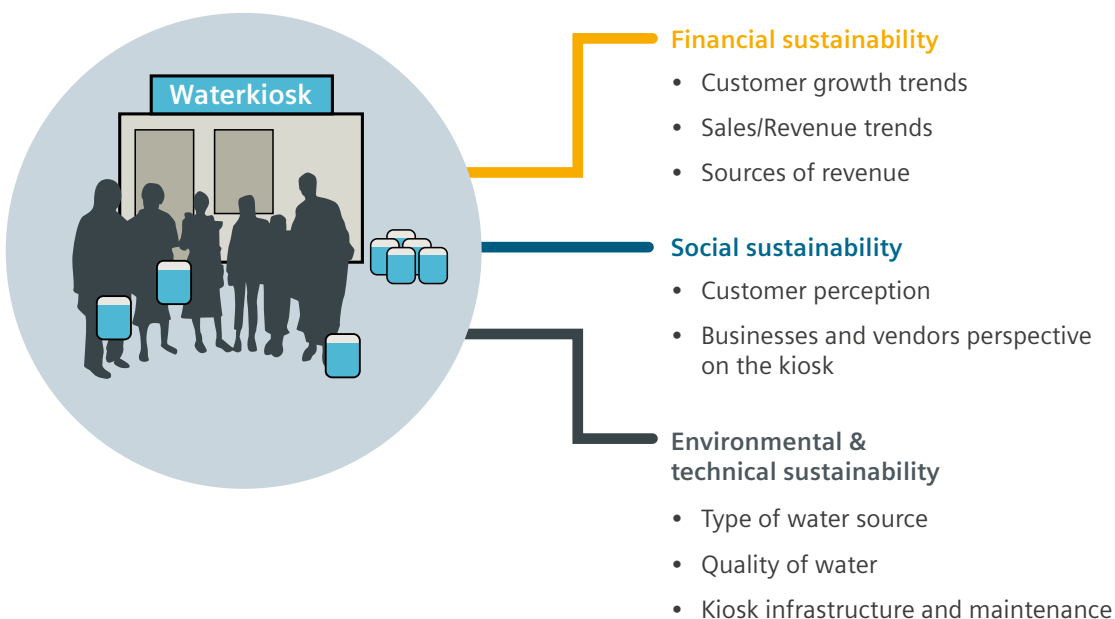 Waterkiosk
Financial sustainability
• Customer growth trends
• Sales/Revenue trends
• Sources of revenue
Social sustainability
• Customer perception
• Businesses and vendors perspective
on the kiosk
Environmental &
technical sustainability
• Type of water source
• Quality of water
• Kiosk infrastructure and maintenance